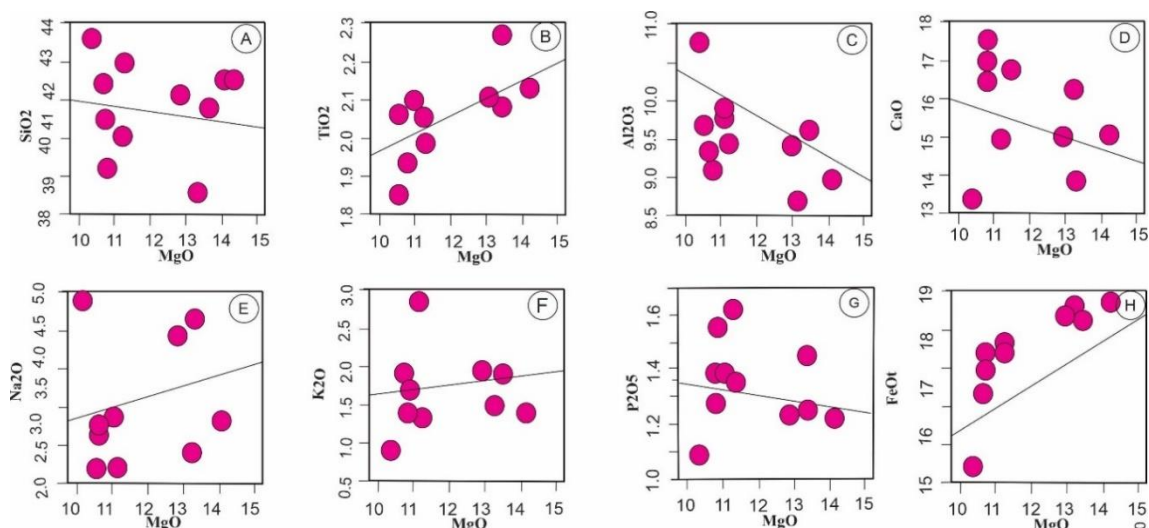 A
44
43
42
41
40
39
38
SiO2
10 11 12 13 14 15
MgO
B
2.3
2.2
2.1
2.0
1.9
1.8
TiO2
10 11 12 13 14 15
MgO
C
11.0
10.0
9.5
9.0
8.5
Al2O3
10 11 12 13 14 15
MgO
D
18
17
16
15
14
13
CaO
10 11 12 13 14 15
MgO
E
5.0
4.5
4.0
3.5
3.0
2.5
2.0
Na2O
10 11 12 13 14 15
MgO
F
3.0
2.5
2.0
1.5
1.0
0.5
K2O
10 11 12 13 14 15
MgO
G
1.6
1.4
1.2
1.0
P2O5
10 11 12 13 14 15
MgO
H
19
18
17
16
15
FeOt
10 11 12 13 14 15
MgO
0